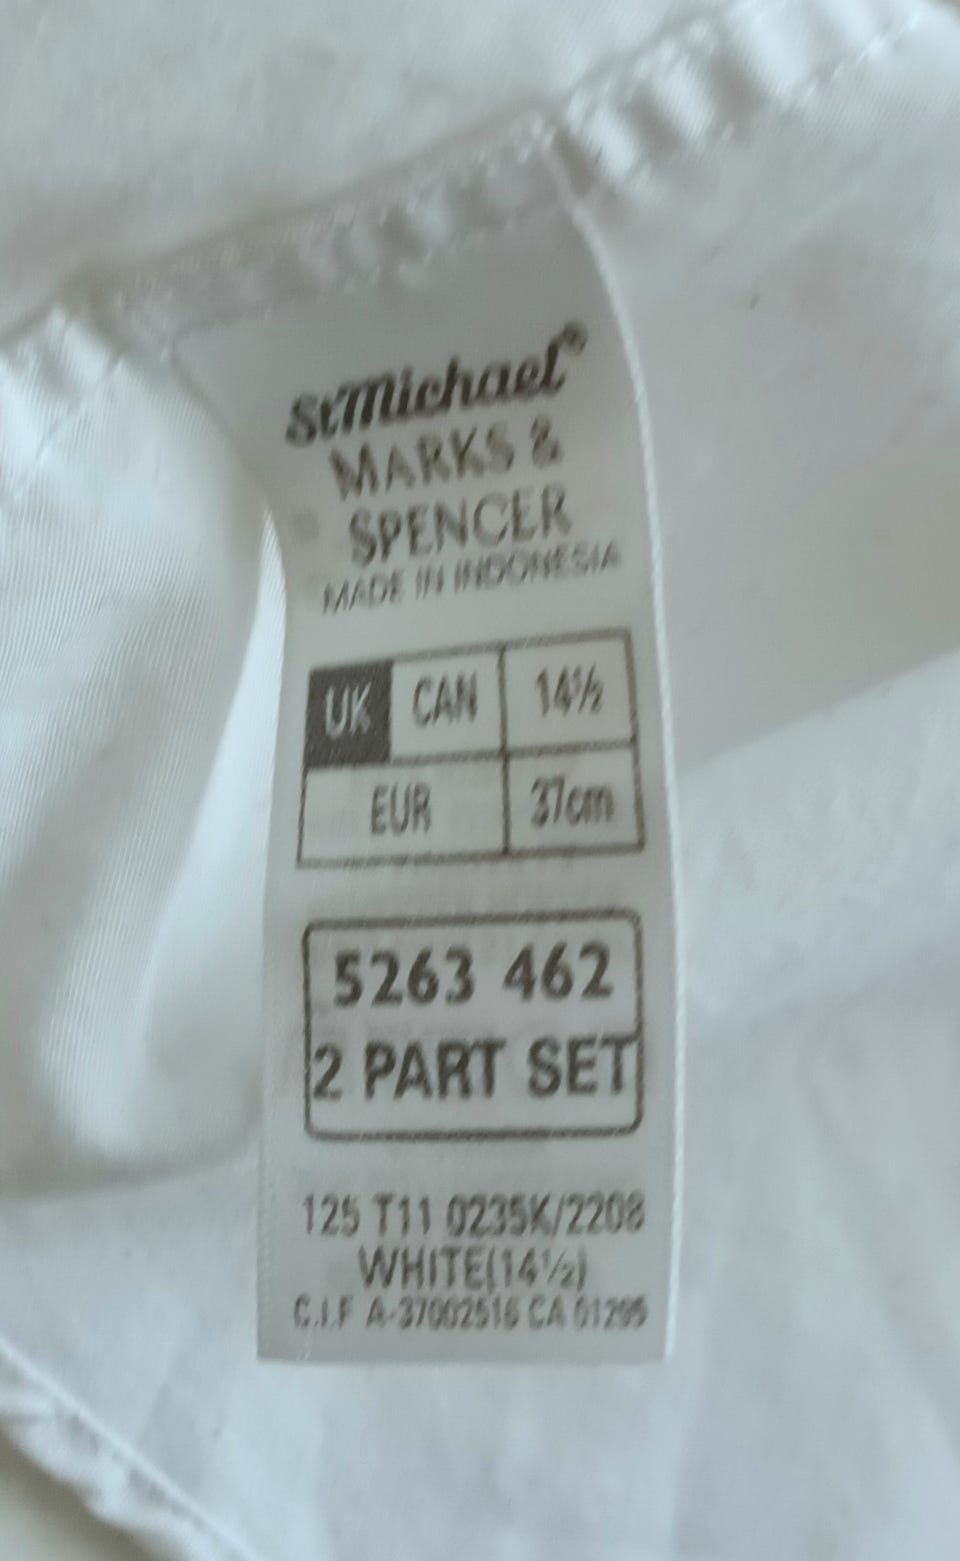 StMichael®
MARKS &
SPENCER
MADE IN INDONESIA
UK CAN 14½
EUR 37cm
5263 462
2 PART SET
125 T11 0235K/2208
WHITE(14½)
C.I.F A-37002516 CA 01295